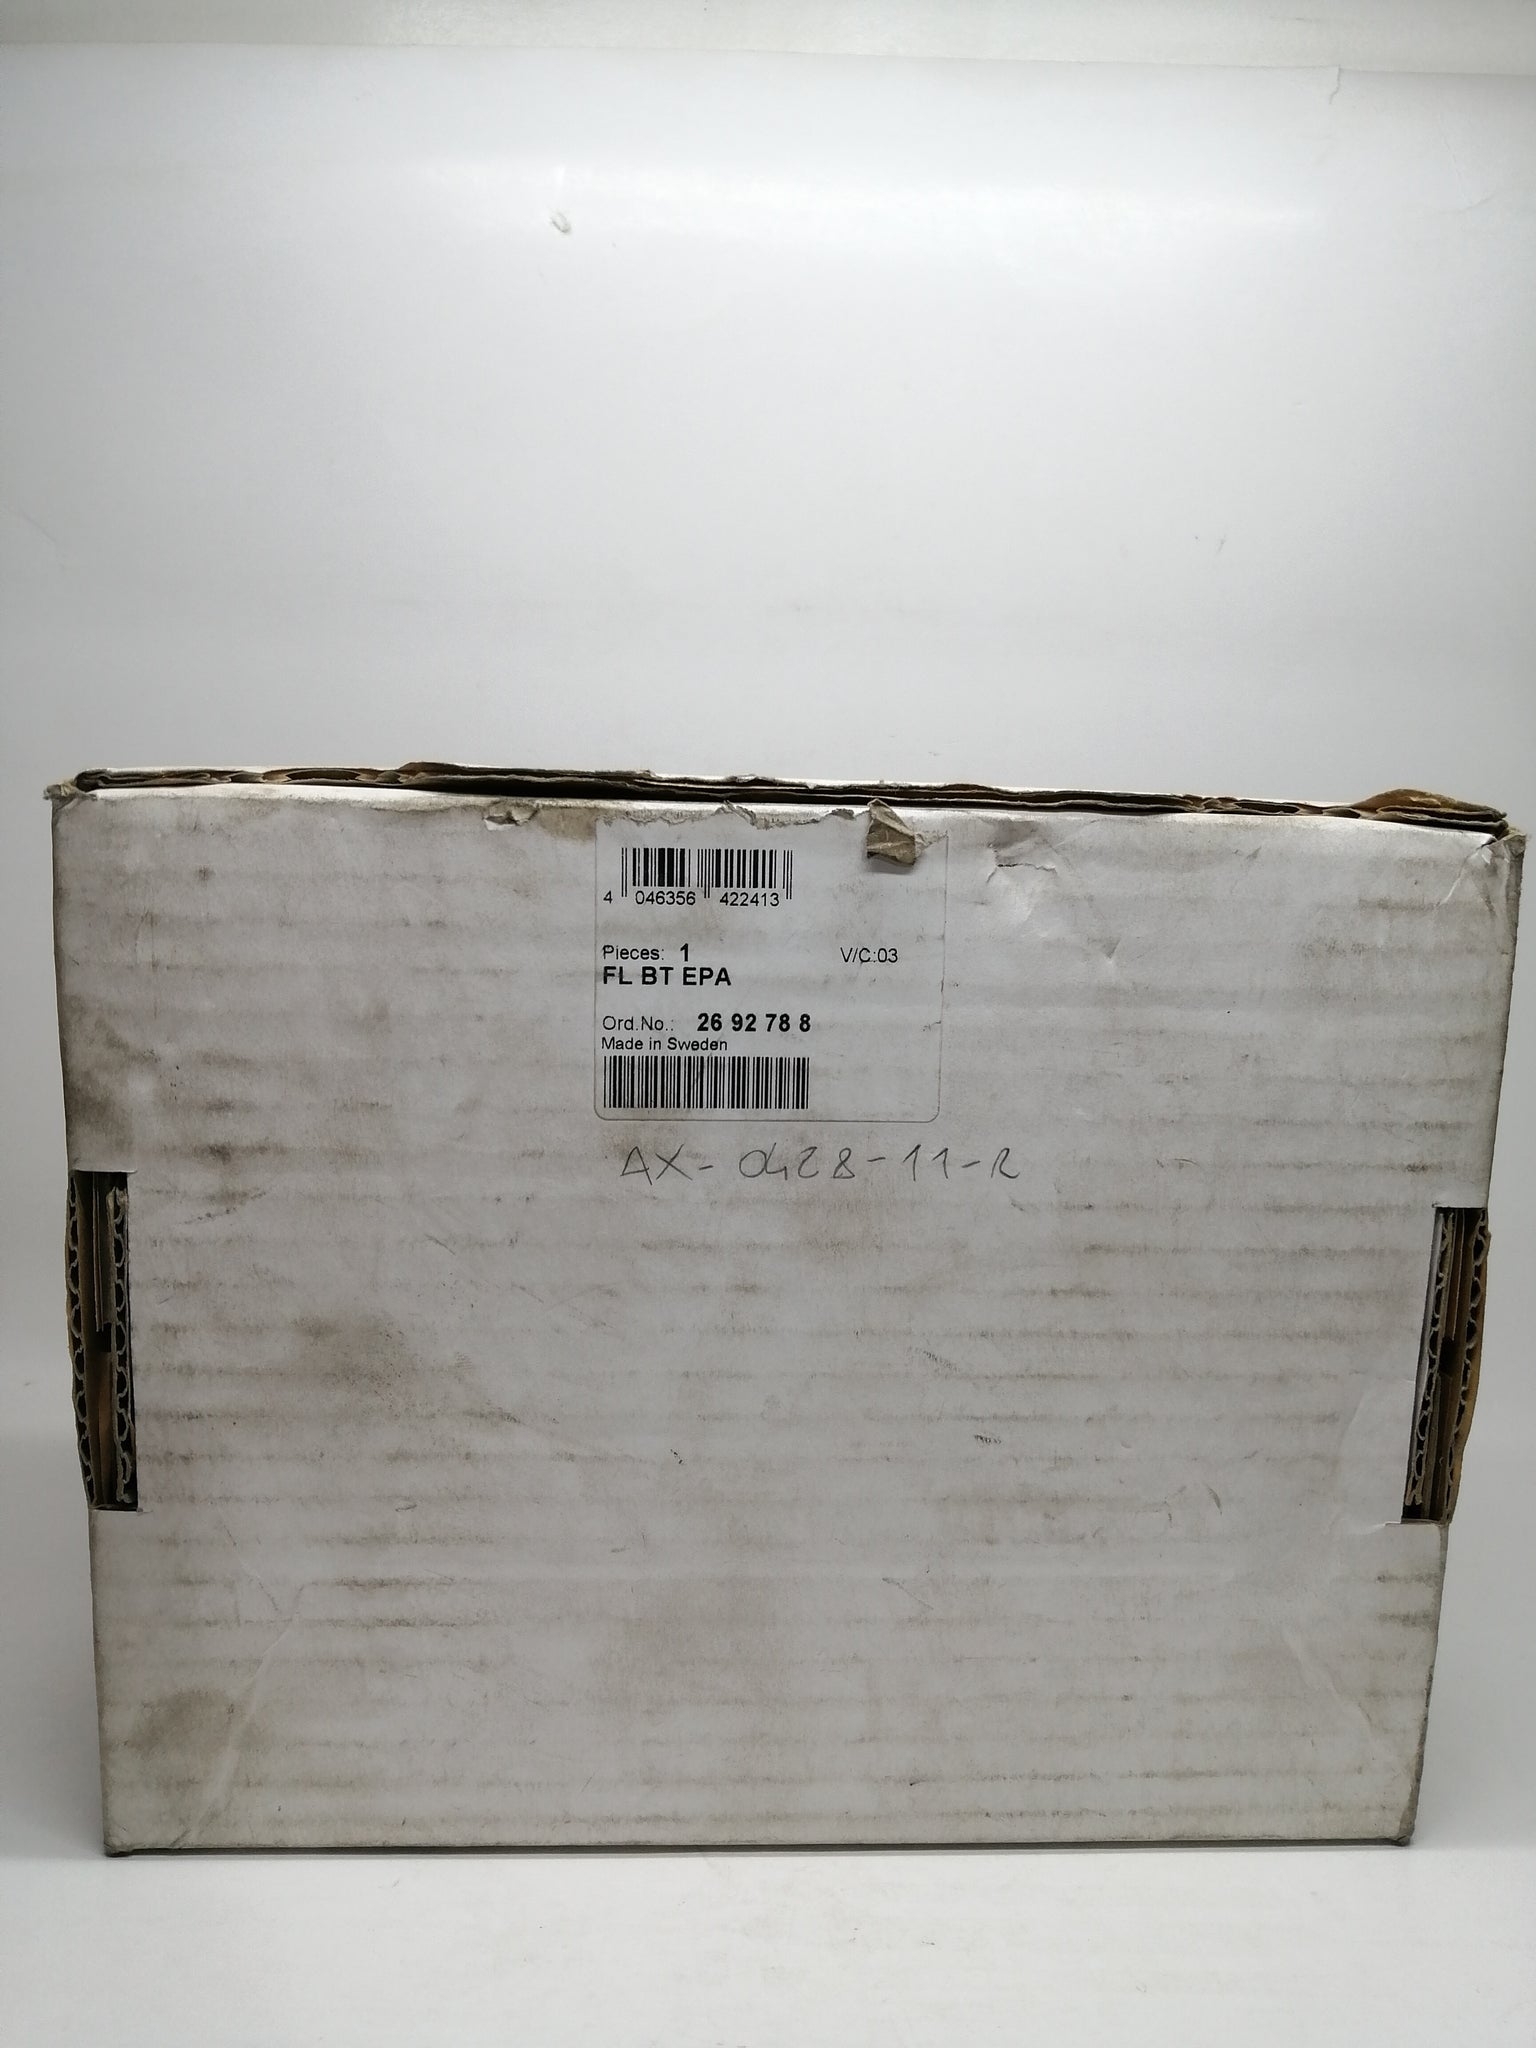 4 046356 422413
Pieces: 1 V/C:03
FL BT EPA
Ord.No.: 26 92 78 8
Made in Sweden
AX-0428-11-R